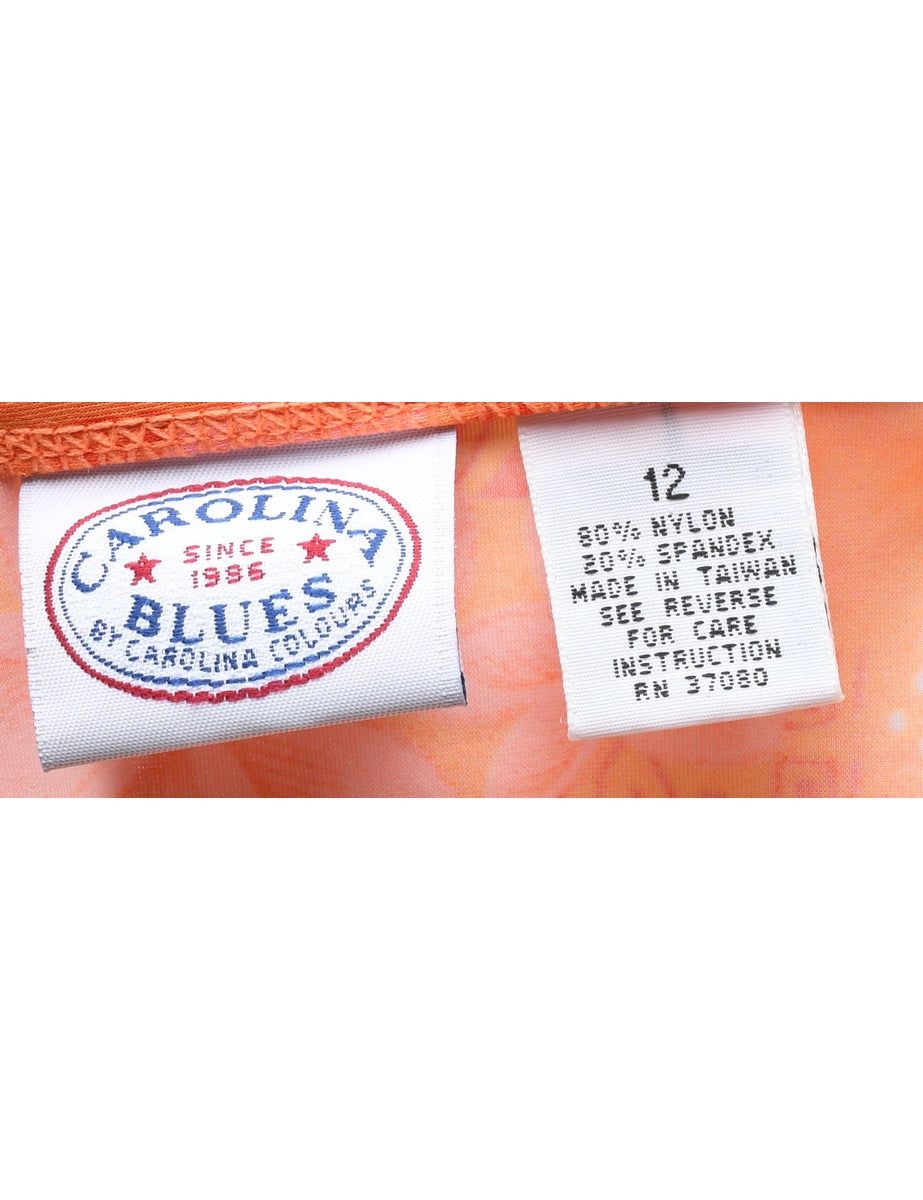 CAROLINA
SINCE
1996
BLUES
BY CAROLINA COLOURS
12
80% NYLON
20% SPANDEX
MADE IN TAIWAN
SEE REVERSE
FOR CARE
INSTRUCTION
RN 37080